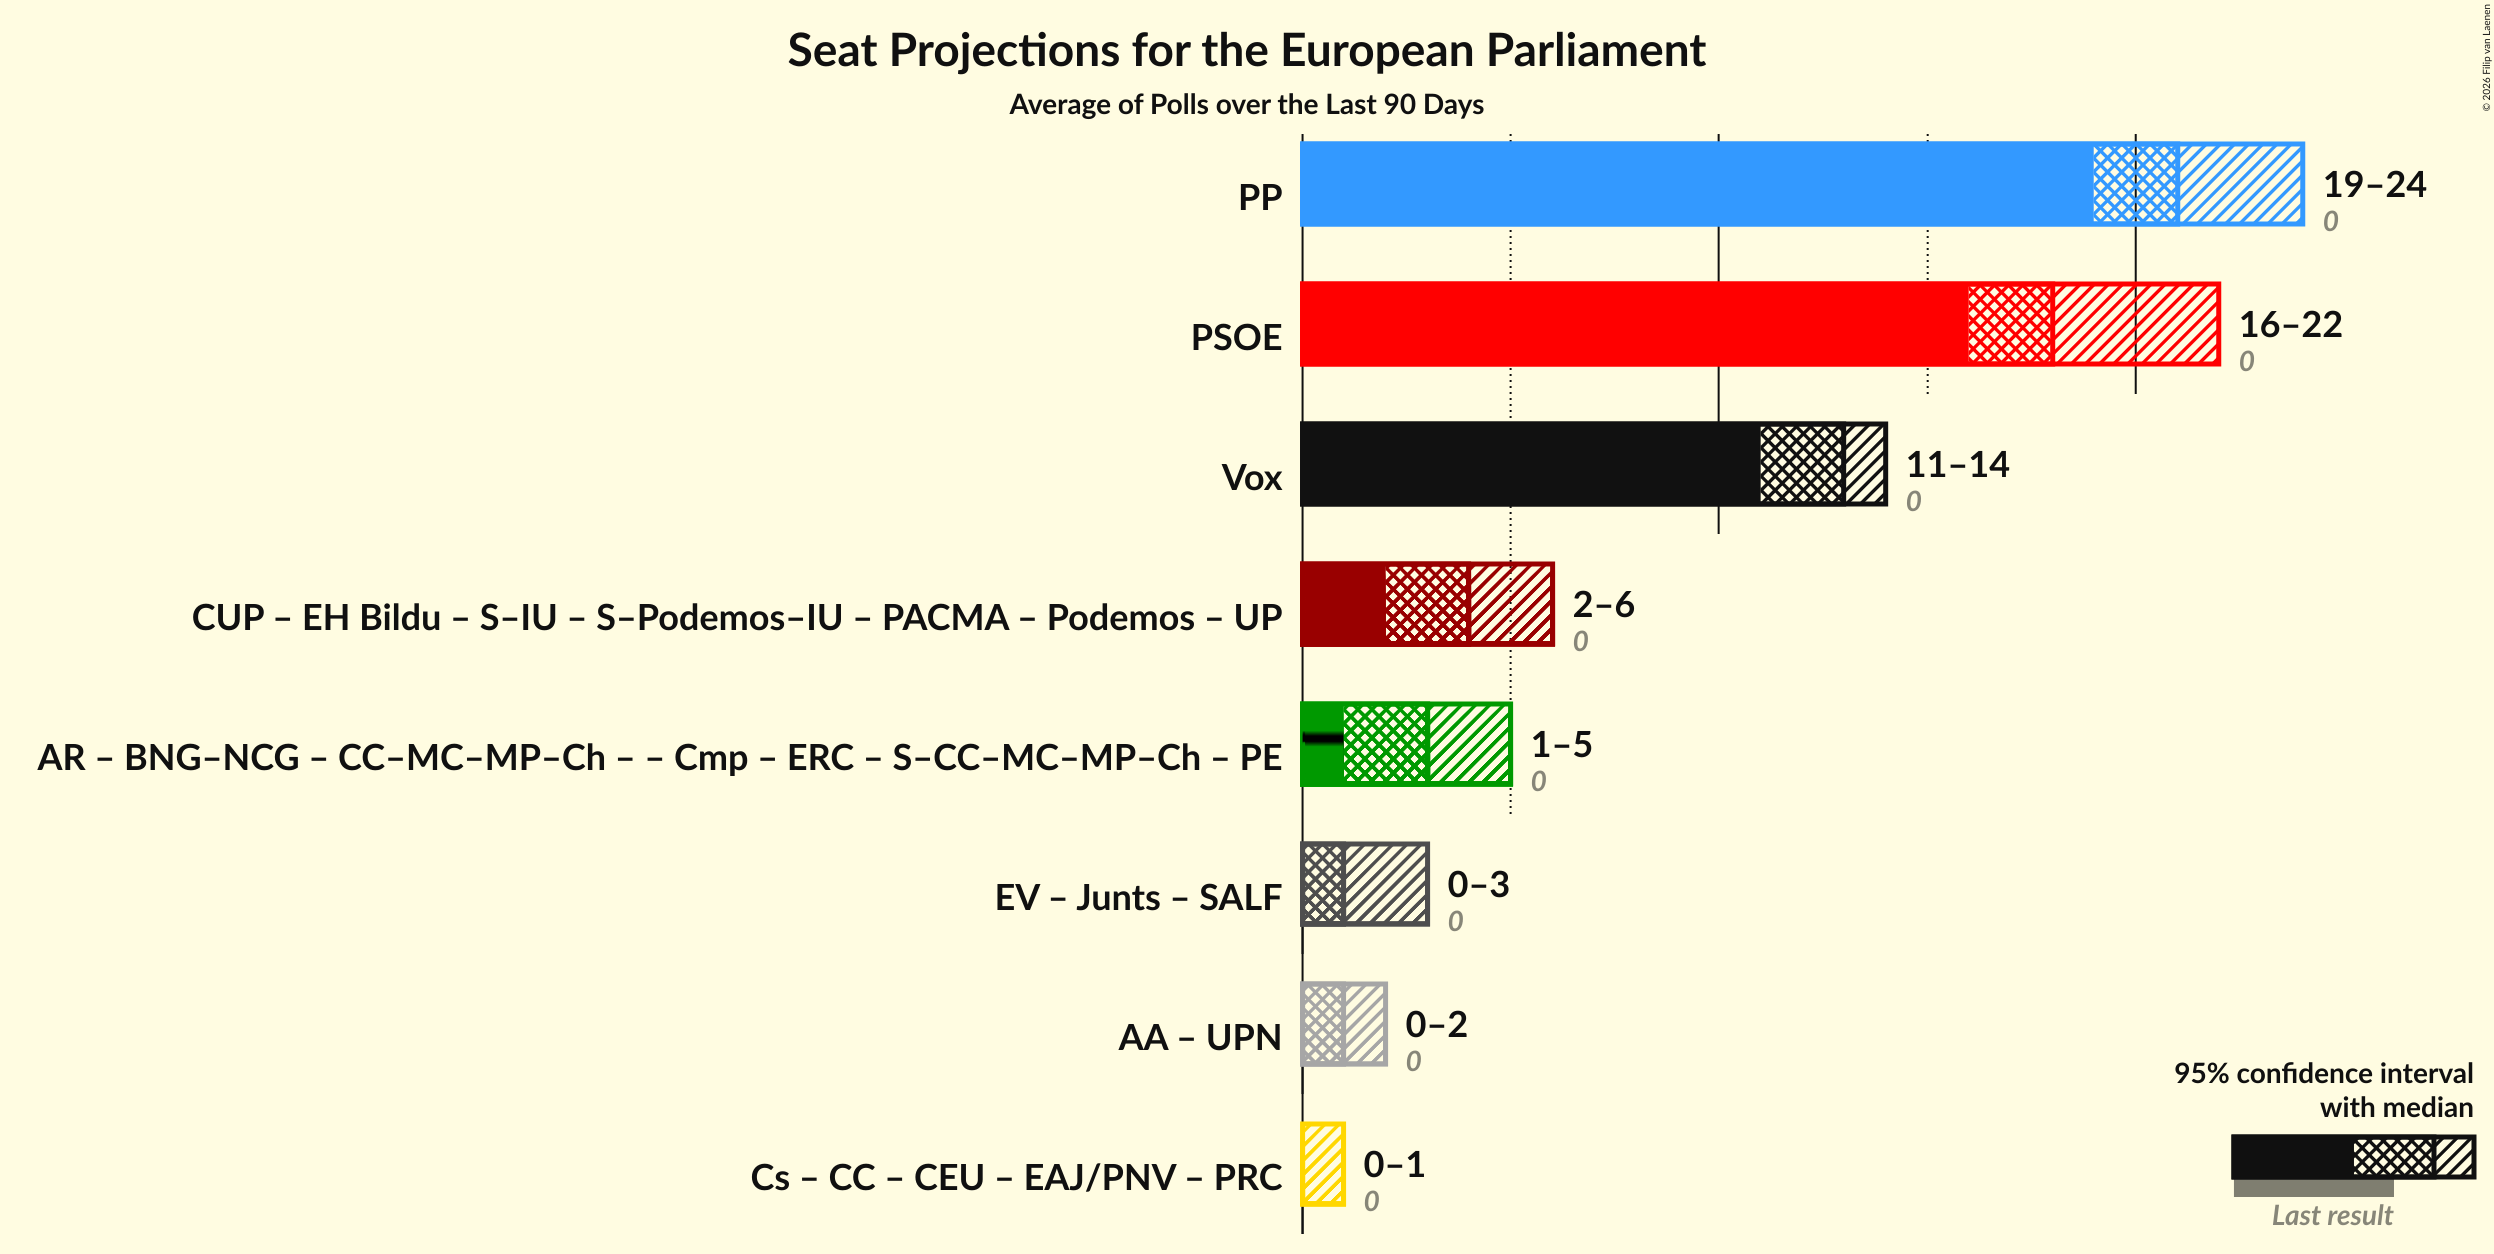 Seat Projections for the European Parliament
Average of Polls over the Last 90 Days
© 2026 Filip van Laenen
PP
19–24
0
PSOE
16–22
0
Vox
11–14
0
CUP – EH Bildu – S–IU – S–Podemos–IU – PACMA – Podemos – UP
2–6
0
AR – BNG–NCG – CC–MC–MP–Ch – – Cmp – ERC – S–CC–MC–MP–Ch – PE
1–5
0
EV – Junts – SALF
0–3
0
AA – UPN
0–2
0
Cs – CC – CEU – EAJ/PNV – PRC
0–1
0
95% confidence interval
with median
Last result